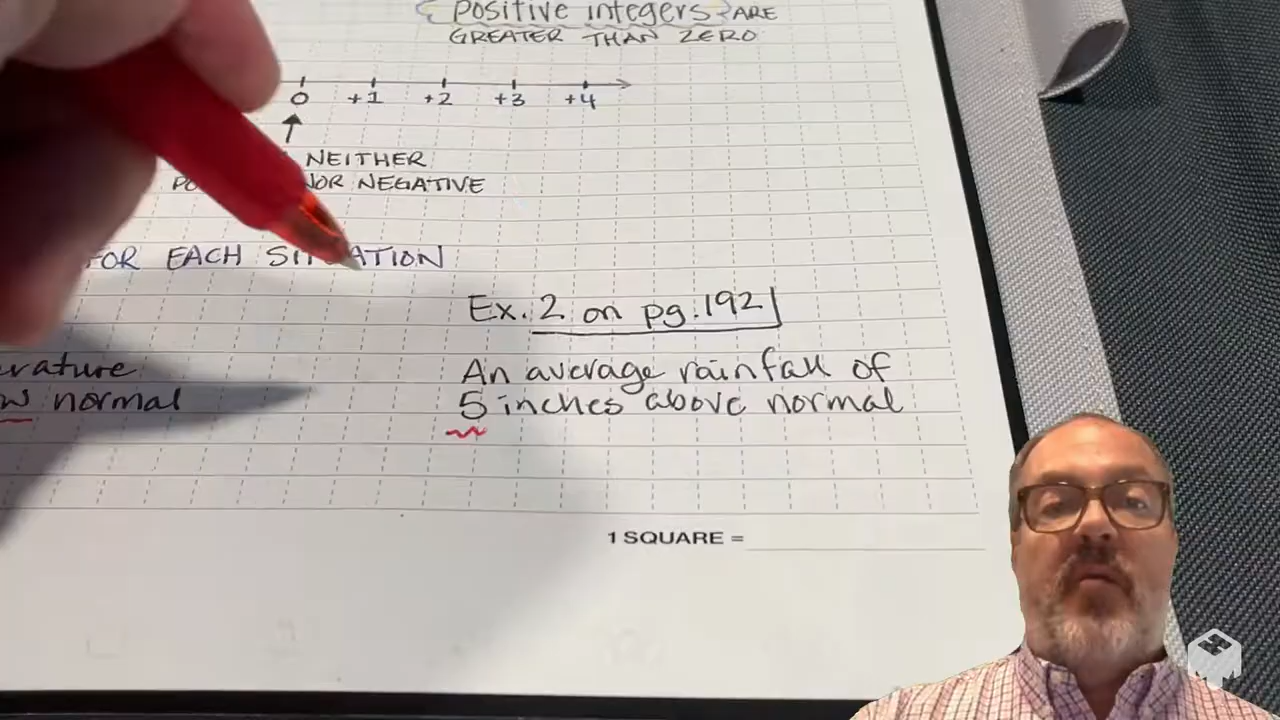 positive integers ARE
GREATER THAN ZERO
0 +1 +2 +3 +4
NEITHER
NOR NEGATIVE
FOR EACH SITUATION
Ex. 2 on pg. 192
normal
An average rainfall of
5 inches above normal
1 SQUARE =